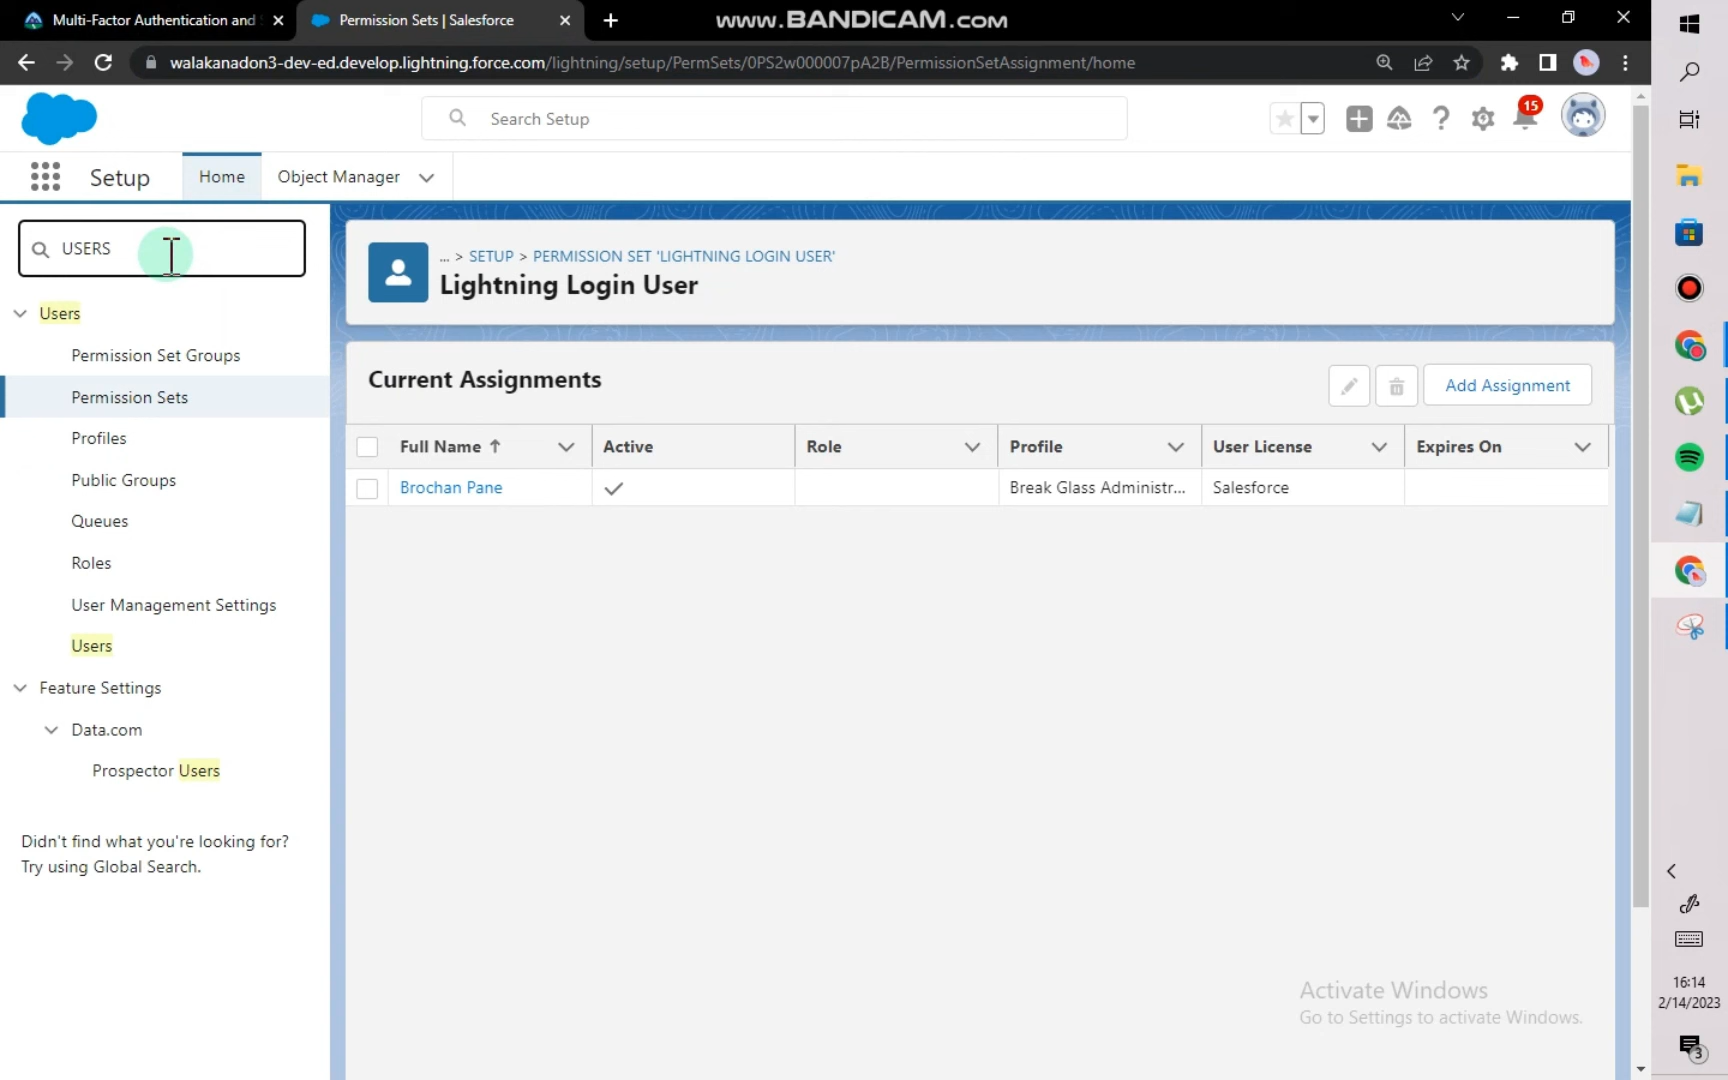 Multi-Factor Authentication and
Permission Sets | Salesforce
www.BANDICAM.com
walakanadon3-dev-ed.develop.lightning.force.com/lightning/setup/PermSets/0PS2w000007pA2B/PermissionSetAssignment/home
Search Setup
15
Setup
Home
Object Manager
USERS
Users
Permission Set Groups
Permission Sets
Profiles
Public Groups
Queues
Roles
User Management Settings
Users
Feature Settings
Data.com
Prospector Users
Didn't find what you're looking for?
Try using Global Search.
... > SETUP > PERMISSION SET 'LIGHTNING LOGIN USER'
Lightning Login User
Current Assignments
Add Assignment
Full Name Active Role Profile User License Expires On
Brochan Pane Break Glass Administr... Salesforce
Activate Windows
Go to Settings to activate Windows.
16:14
2/14/2023
3